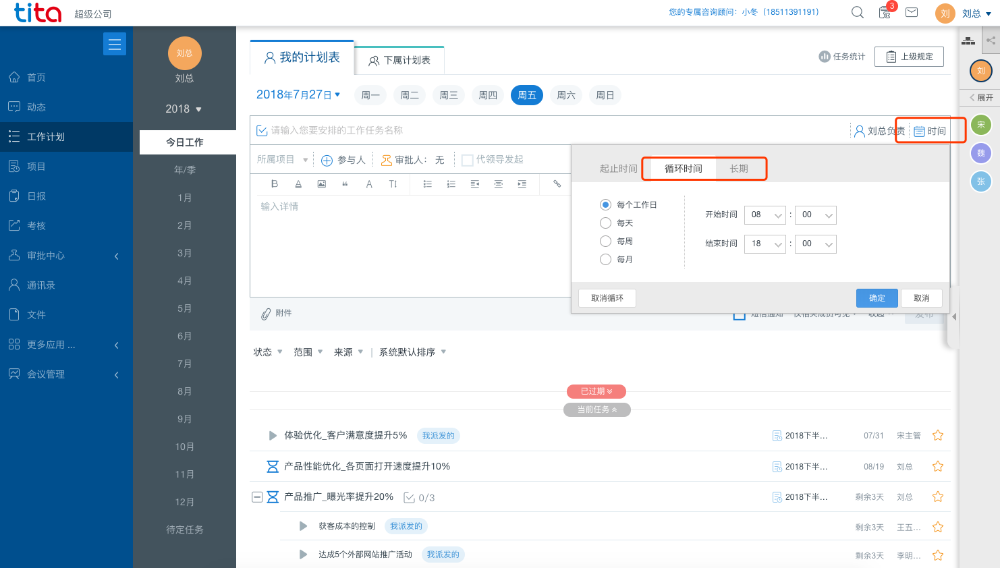 tita 超级公司
您的专属咨询顾问：小冬（18511391191）
3
刘 刘总
首页
动态
工作计划
项目
日报
考核
审批中心
通讯录
文件
更多应用 ...
会议管理
刘总
刘总
2018
今日工作
年/季
1月
2月
3月
4月
5月
6月
7月
8月
9月
10月
11月
12月
待定任务
我的计划表 下属计划表
任务统计 上级规定
2018年7月27日 周一 周二 周三 周四 周五 周六 周日
请输入您要安排的工作任务名称 刘总负责 时间
所属项目 参与人 审批人： 无 代领导发起
B A “ A TI
输入详情
起止时间 循环时间 长期
每个工作日
每天
每周
每月
开始时间 08 : 00
结束时间 18 : 00
取消循环 确定 取消
附件 短信通知 仅相关成员可见 收起 发布
状态 范围 来源 | 系统默认排序
已过期
当前任务
体验优化_客户满意度提升5% 我派发的 2018下半... 07/31 宋主管
产品性能优化_各页面打开速度提升10% 2018下半... 08/19 刘总
产品推广_曝光率提升20% 0/3 2018下半... 剩余3天 刘总
获客成本的控制 我派发的 剩余3天 王五...
达成5个外部网站推广活动 我派发的 剩余3天 李明...
刘
展开
宋
魏
张